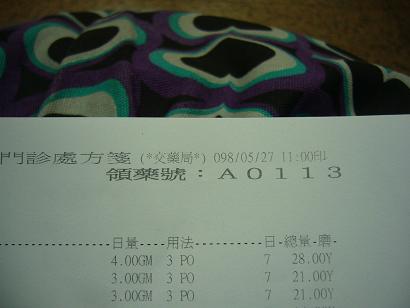 門診處方箋 (*交藥局*) 098/05/27 11:00印
領藥號：A0113
-----日量----用法----------日-總量-磨-
4.00GM 3 PO 7 28.00Y
3.00GM 3 PO 7 21.00Y
3.00GM 3 PO 7 21.00Y